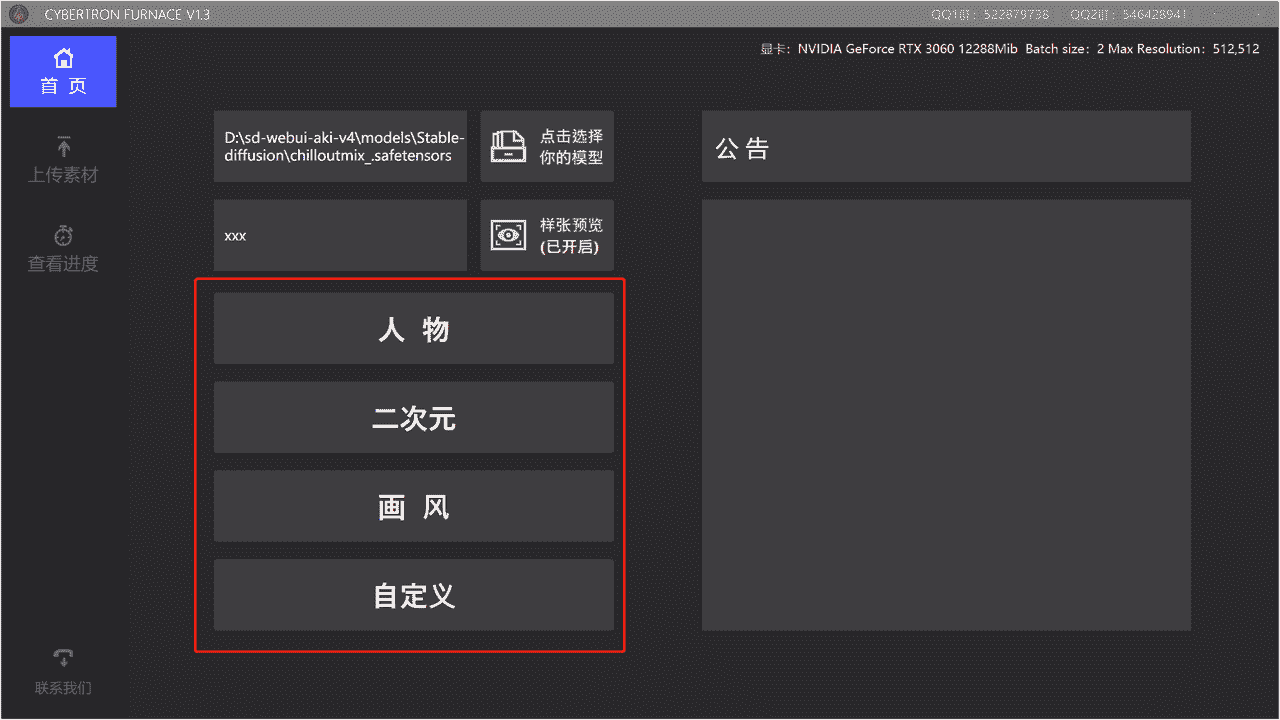 CYBERTRON FURNACE V1.3
QQ1群：522879738 QQ2群：546428941
首 页
显卡：NVIDIA GeForce RTX 3060 12288Mib Batch size：2 Max Resolution：512,512
上传素材
查看进度
D:\sd-webui-aki-v4\models\Stable-
diffusion\chilloutmix_.safetensors
点击选择
你的模型
公 告
xxx
样张预览
(已开启)
人 物
二次元
画 风
自定义
联系我们